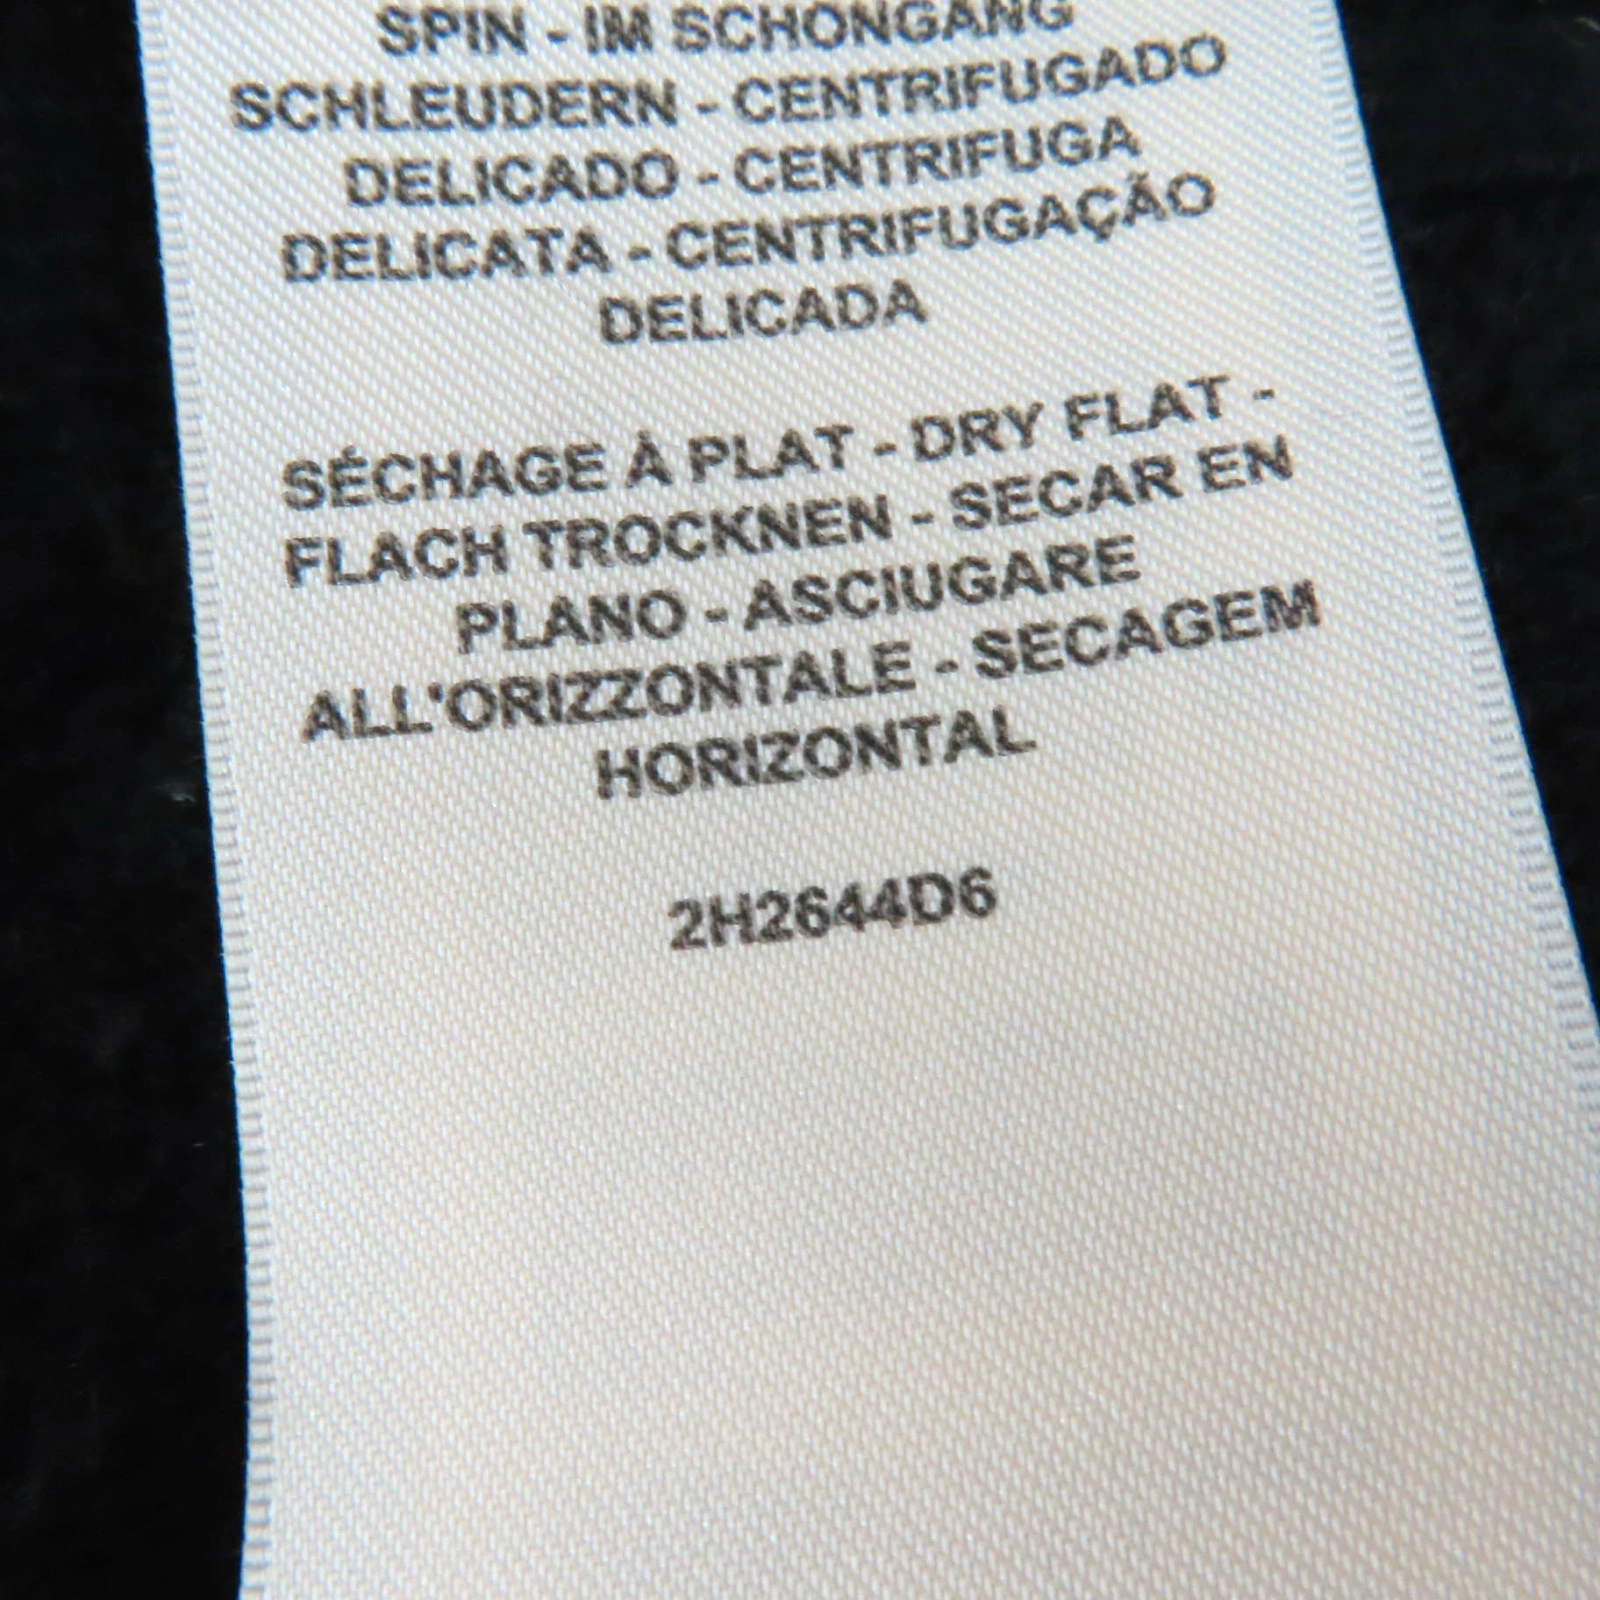 SPIN - IM SCHONGANG
SCHLEUDERN - CENTRIFUGADO
DELICADO - CENTRIFUGA
DELICATA - CENTRIFUGAÇÃO
DELICADA
SÉCHAGE À PLAT - DRY FLAT -
FLACH TROCKNEN - SECAR EN
PLANO - ASCIUGARE
ALL'ORIZZONTALE - SECAGEM
HORIZONTAL
2H2644D6